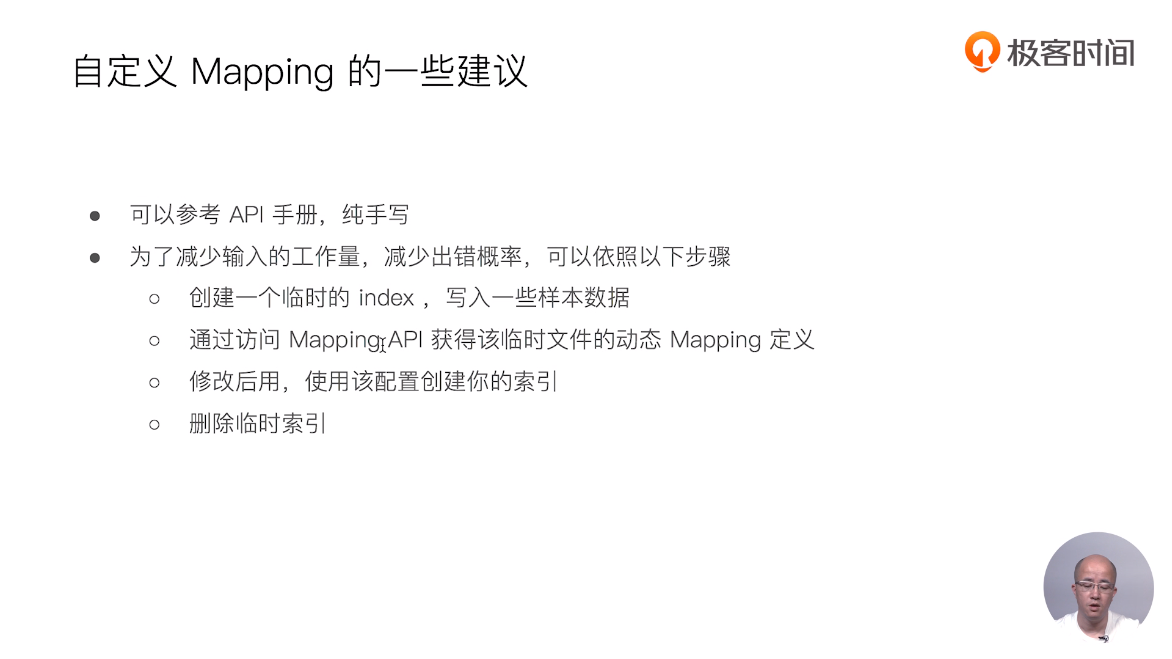 自定义 Mapping 的一些建议
极客时间
● 可以参考 API 手册，纯手写
● 为了减少输入的工作量，减少出错概率，可以依照以下步骤
○ 创建一个临时的 index ，写入一些样本数据
○ 通过访问 Mapping API 获得该临时文件的动态 Mapping 定义
○ 修改后用，使用该配置创建你的索引
○ 删除临时索引